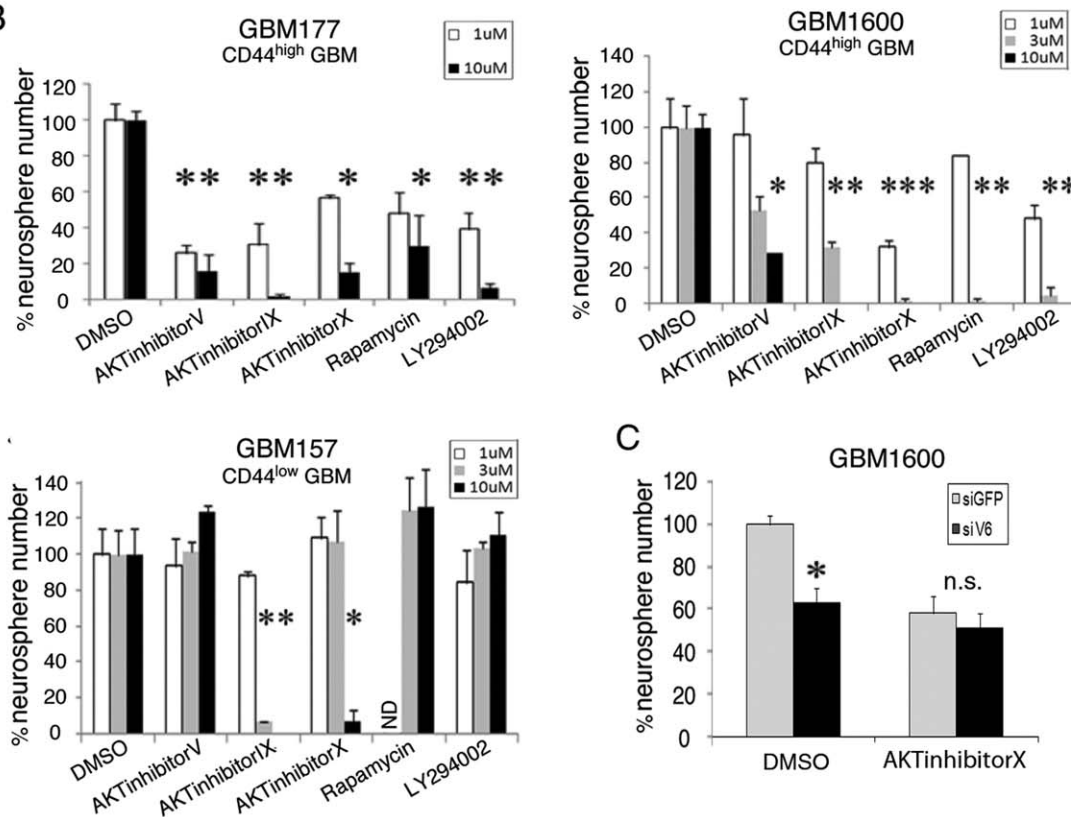 GBM177
CD44high GBM
1uM
10uM
% neurosphere number
120
100
80
60
40
20
0
** ** * * **
DMSO
AKTinhibitorV
AKTinhibitorIX
AKTinhibitorX
Rapamycin
LY294002
GBM1600
CD44high GBM
1uM
3uM
10uM
% neurosphere number
140
120
100
80
60
40
20
0
* ** *** ** **
DMSO
AKTinhibitorV
AKTinhibitorIX
AKTinhibitorX
Rapamycin
LY294002
GBM157
CD44low GBM
1uM
3uM
10uM
% neurosphere number
140
120
100
80
60
40
20
0
** *
ND
DMSO
AKTinhibitorV
AKTinhibitorIX
AKTinhibitorX
Rapamycin
LY294002
C
GBM1600
siGFP
siV6
% neurosphere number
120
100
80
60
40
20
0
*
n.s.
DMSO
AKTinhibitorX